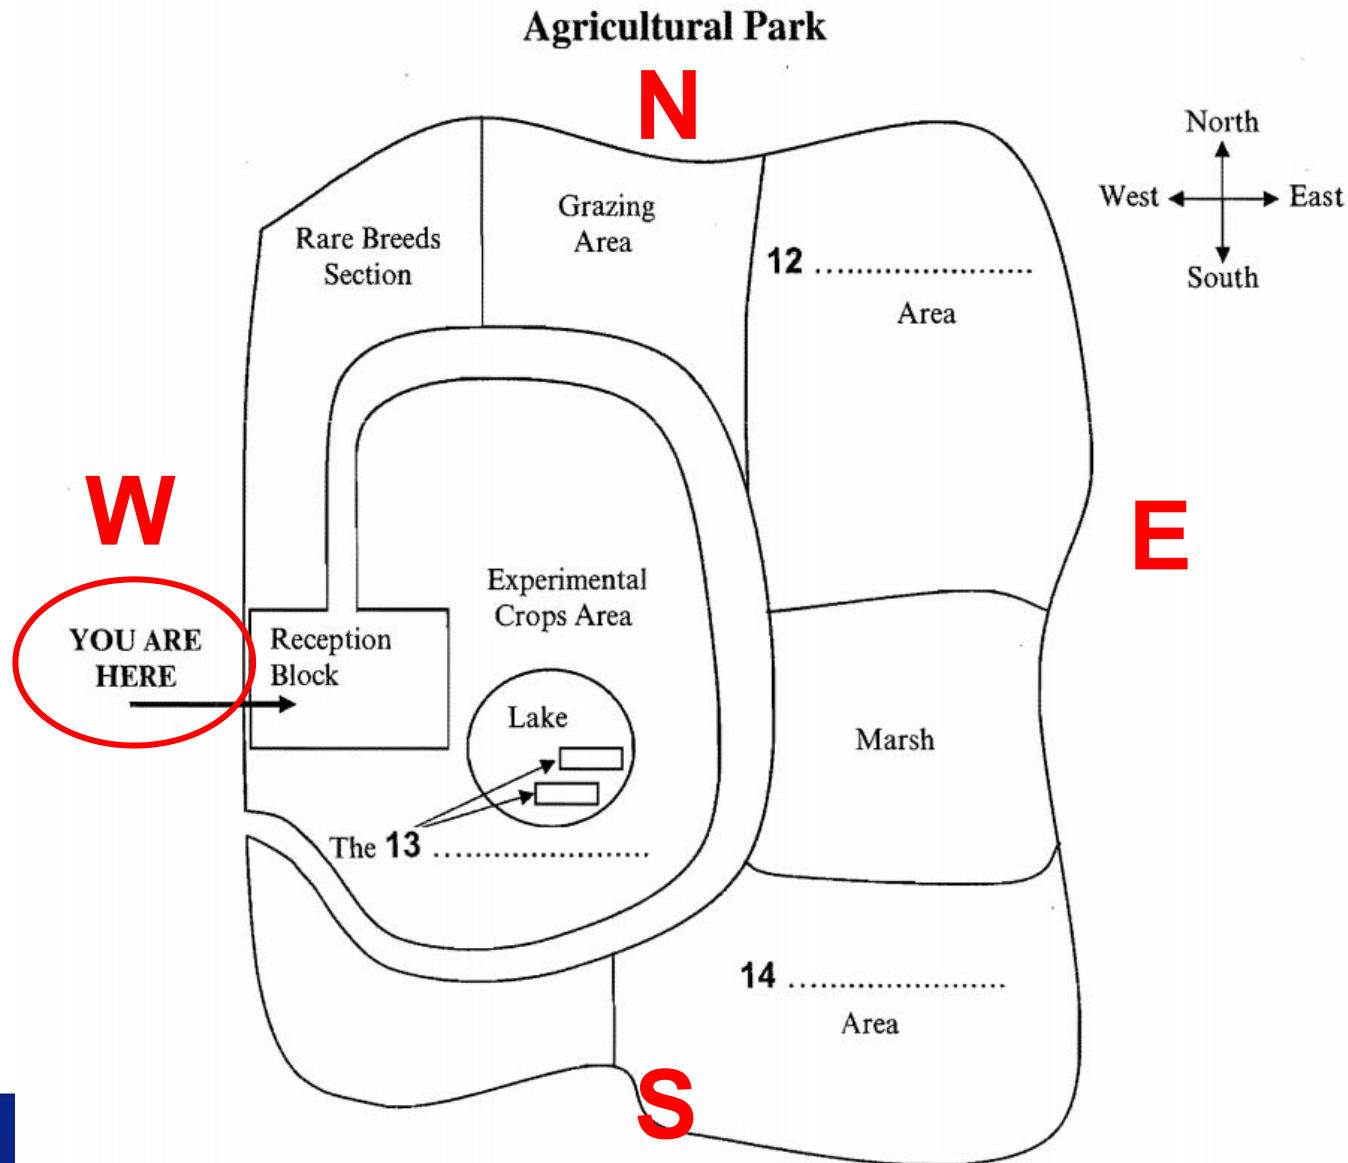 Agricultural Park
N
North
West East
South
Rare Breeds
Section
Grazing
Area
12 ........................
Area
W
E
YOU ARE
HERE
Reception
Block
Experimental
Crops Area
Lake
Marsh
The 13 ........................
14 ........................
Area
S